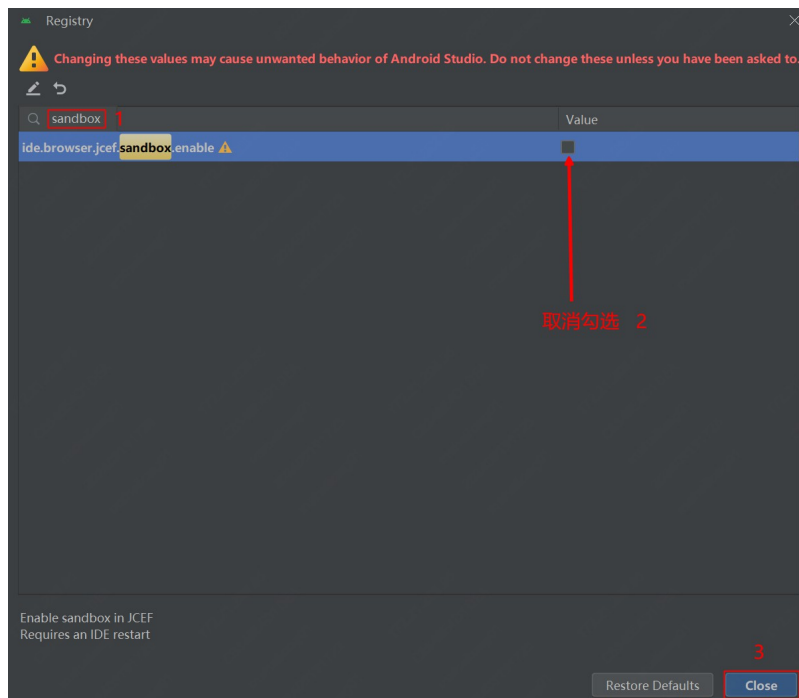 Registry
Changing these values may cause unwanted behavior of Android Studio. Do not change these unless you have been asked to.
sandbox 1
Value
ide.browser.jcef.sandbox.enable
取消勾选 2
Enable sandbox in JCEF
Requires an IDE restart
3
Restore Defaults Close